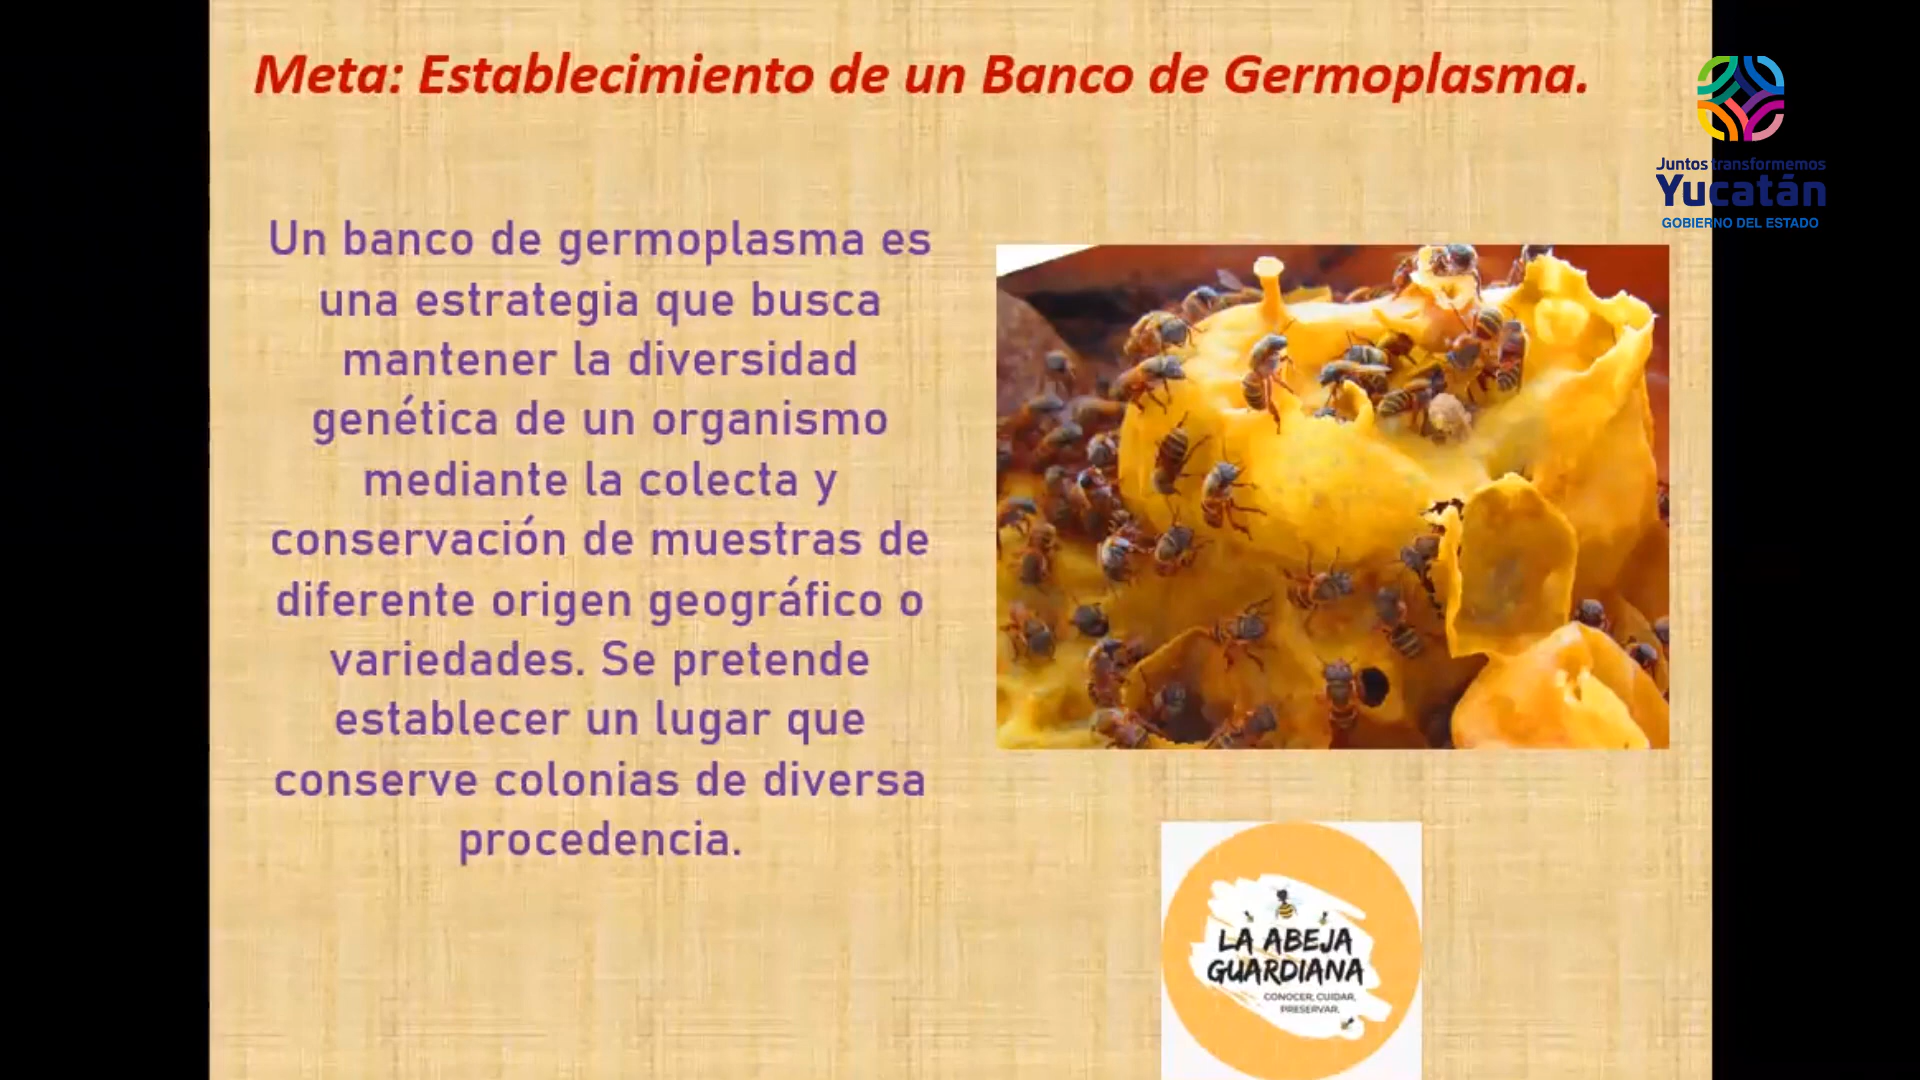 Meta: Establecimiento de un Banco de Germoplasma.
Juntos transformemos
Yucatán
GOBIERNO DEL ESTADO
Un banco de germoplasma es
una estrategia que busca
mantener la diversidad
genética de un organismo
mediante la colecta y
conservación de muestras de
diferente origen geográfico o
variedades. Se pretende
establecer un lugar que
conserve colonias de diversa
procedencia.
LA ABEJA
GUARDIANA
CONOCER, CUIDAR,
PRESERVAR.